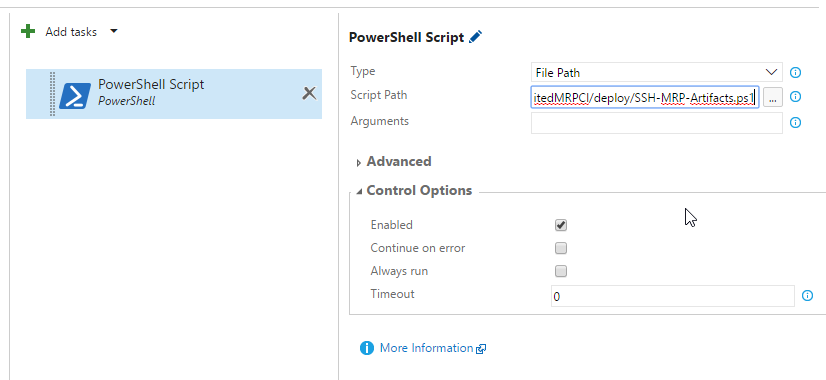 Add tasks
PowerShell Script
PowerShell
PowerShell Script
Type
File Path
Script Path
itedMRPCI/deploy/SSH-MRP-Artifacts.ps1
...
Arguments
Advanced
Control Options
Enabled
Continue on error
Always run
Timeout
0
More Information